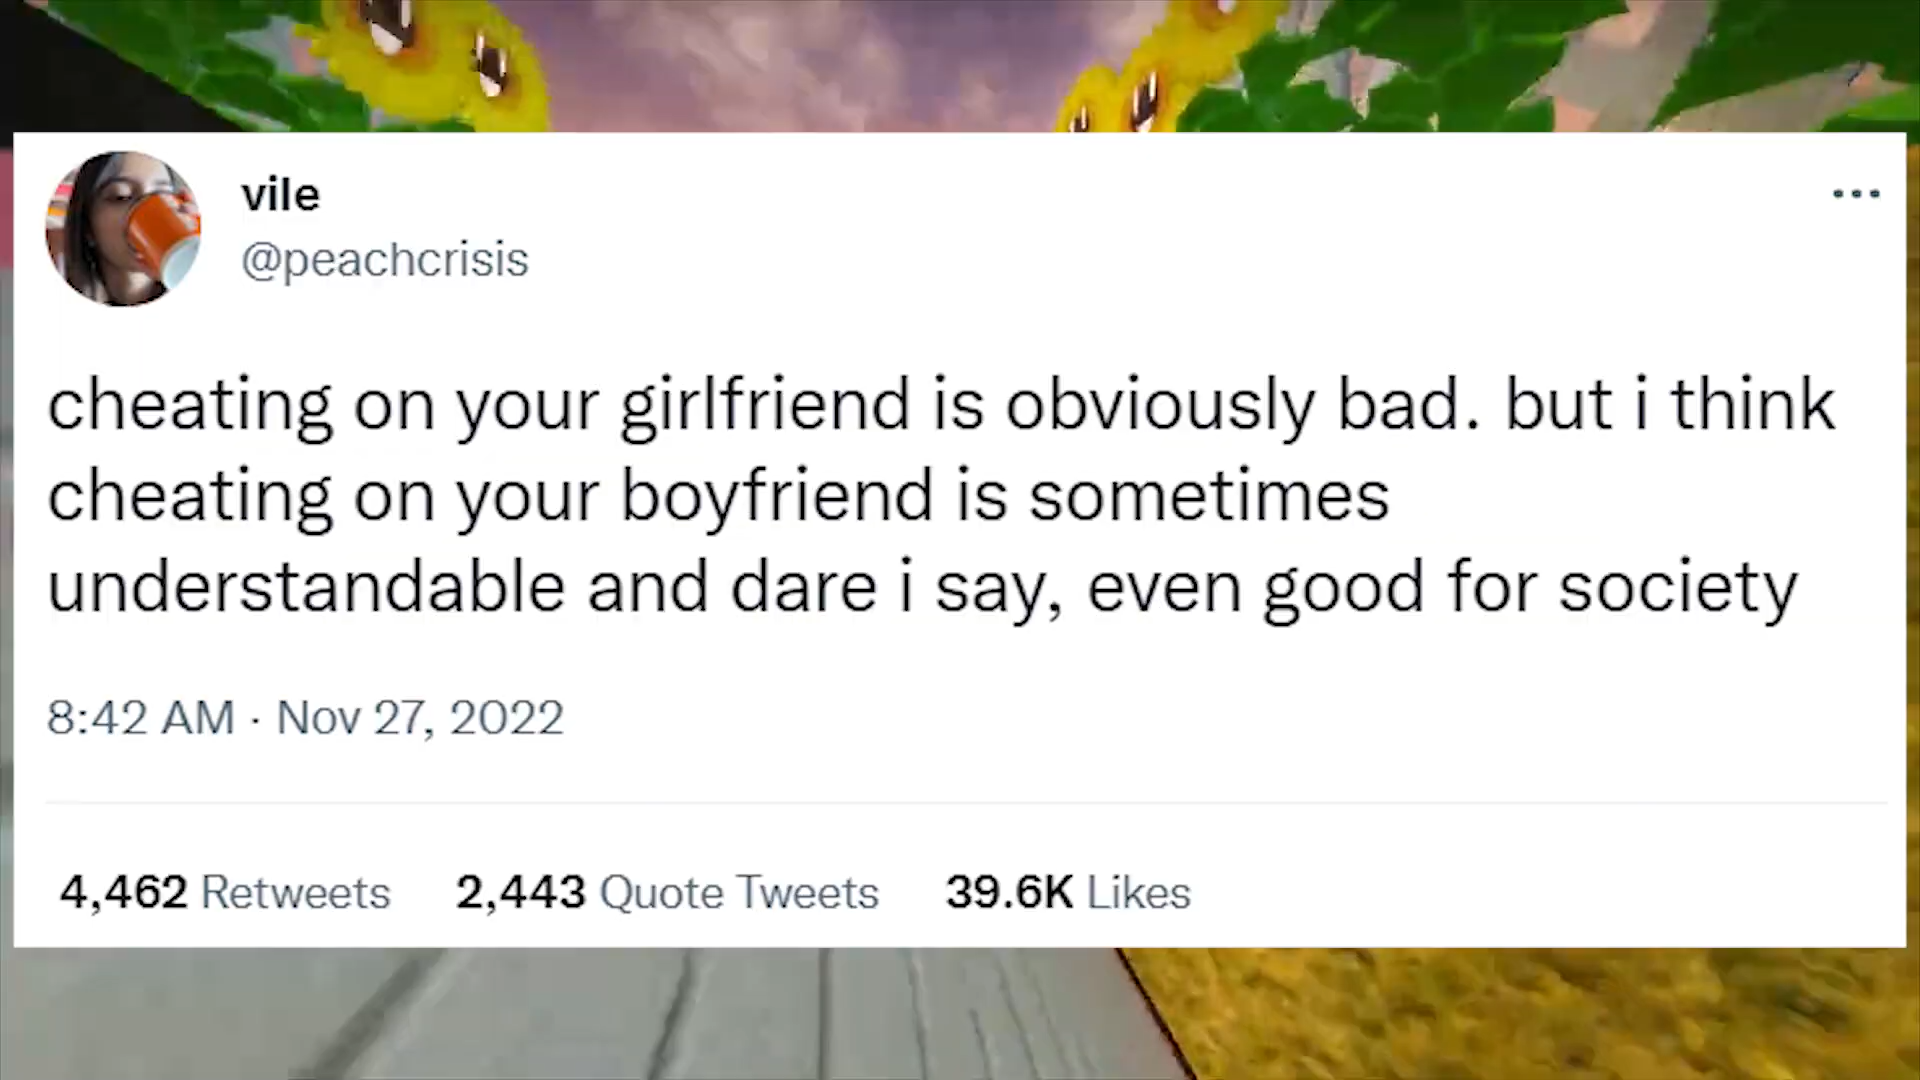 vile
@peachcrisis
cheating on your girlfriend is obviously bad. but i think
cheating on your boyfriend is sometimes
understandable and dare i say, even good for society
8:42 AM · Nov 27, 2022
4,462 Retweets 2,443 Quote Tweets 39.6K Likes